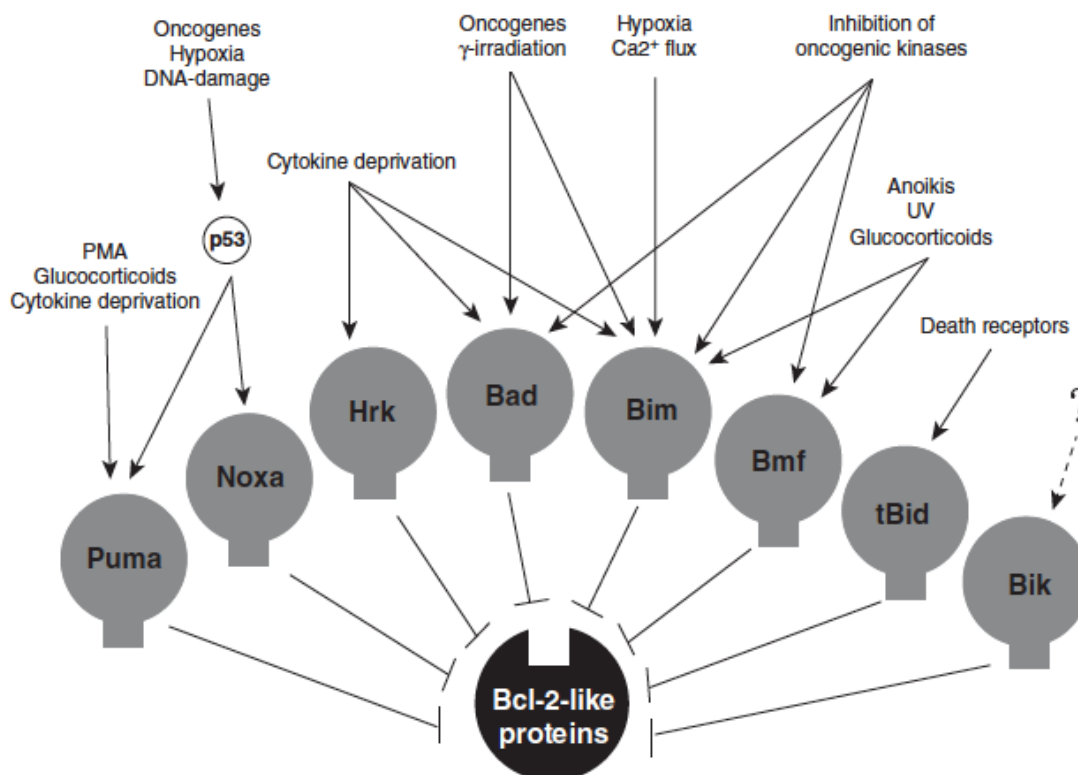 Oncogenes
Hypoxia
DNA-damage
Oncogenes
γ-irradiation
Hypoxia
Ca2+ flux
Inhibition of
oncogenic kinases
Cytokine deprivation
Anoikis
UV
Glucocorticoids
p53
PMA
Glucocorticoids
Cytokine deprivation
Death receptors
Hrk
Bad
Bim
Bmf
Noxa
tBid
Puma
Bik
Bcl-2-like
proteins